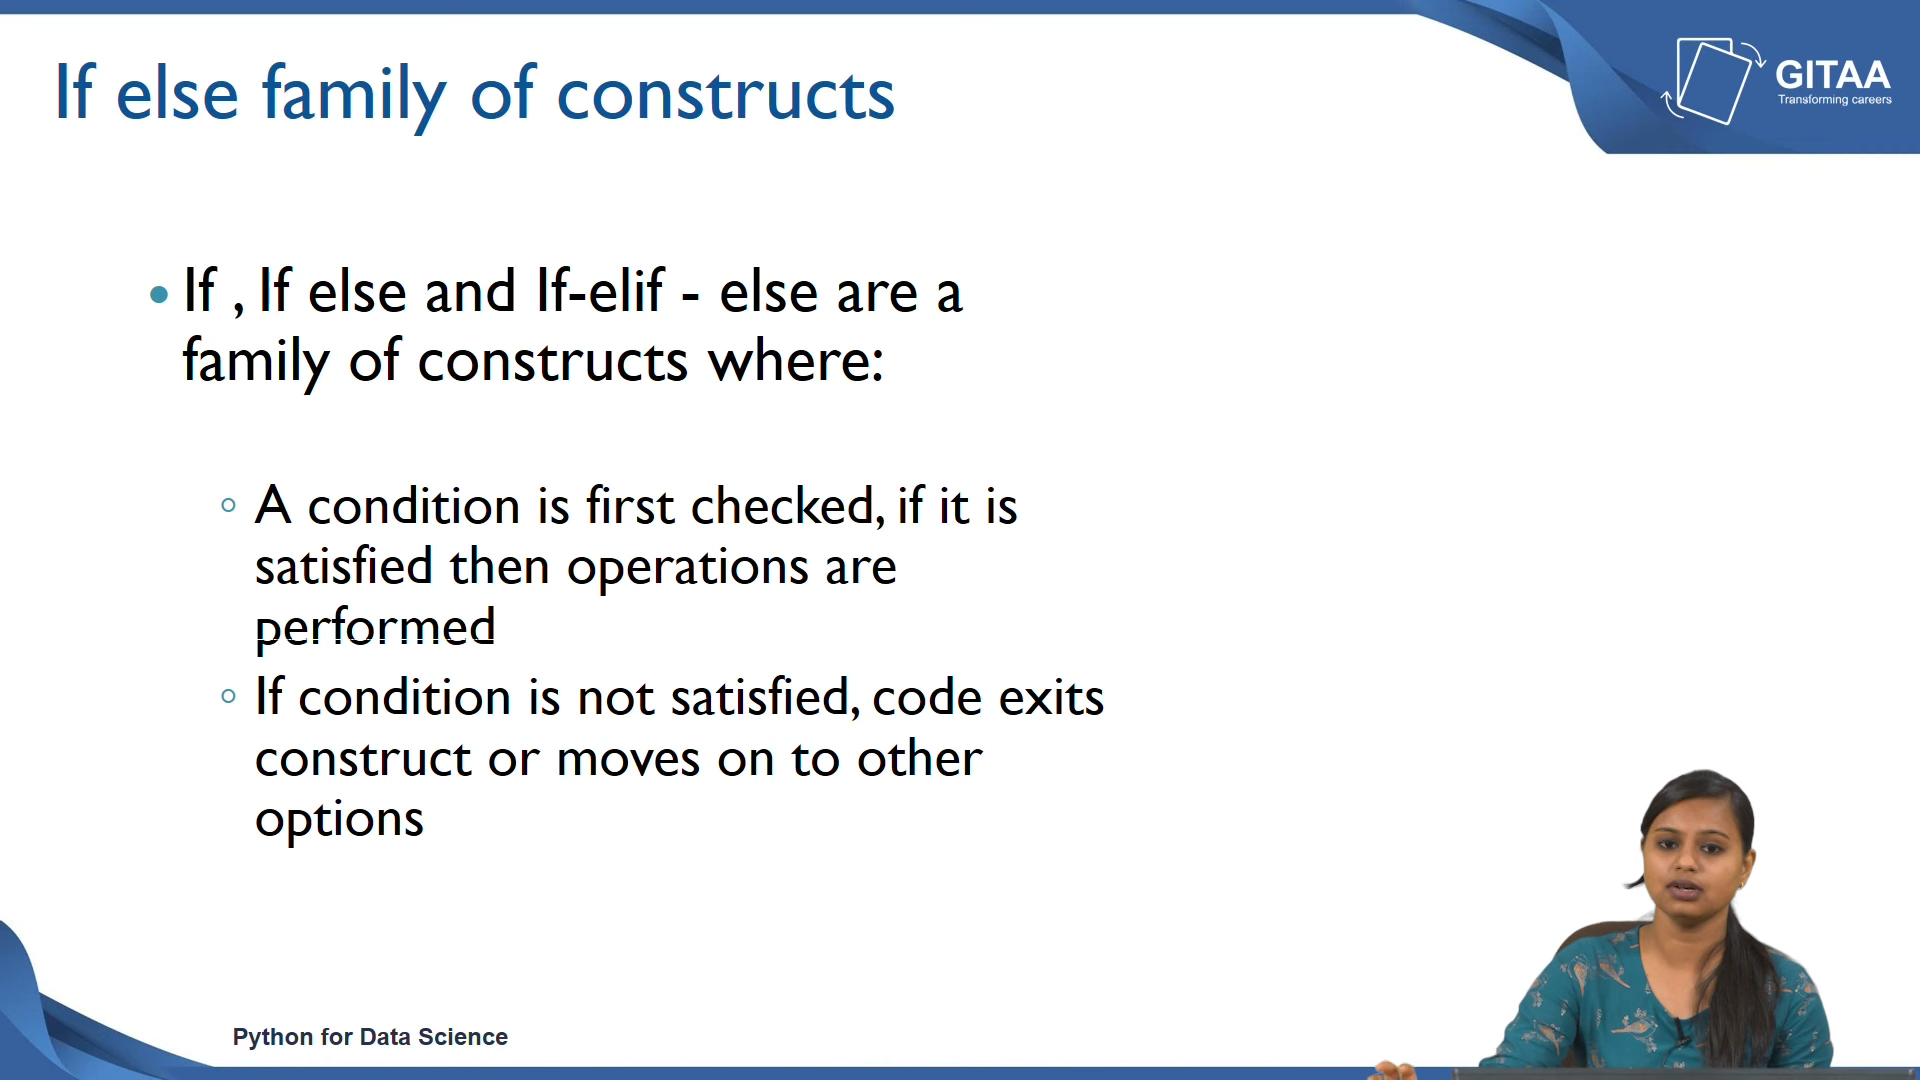 If else family of constructs
GITAA
Transforming careers
• If , If else and If-elif - else are a
family of constructs where:
◦ A condition is first checked, if it is
satisfied then operations are
performed
◦ If condition is not satisfied, code exits
construct or moves on to other
options
Python for Data Science